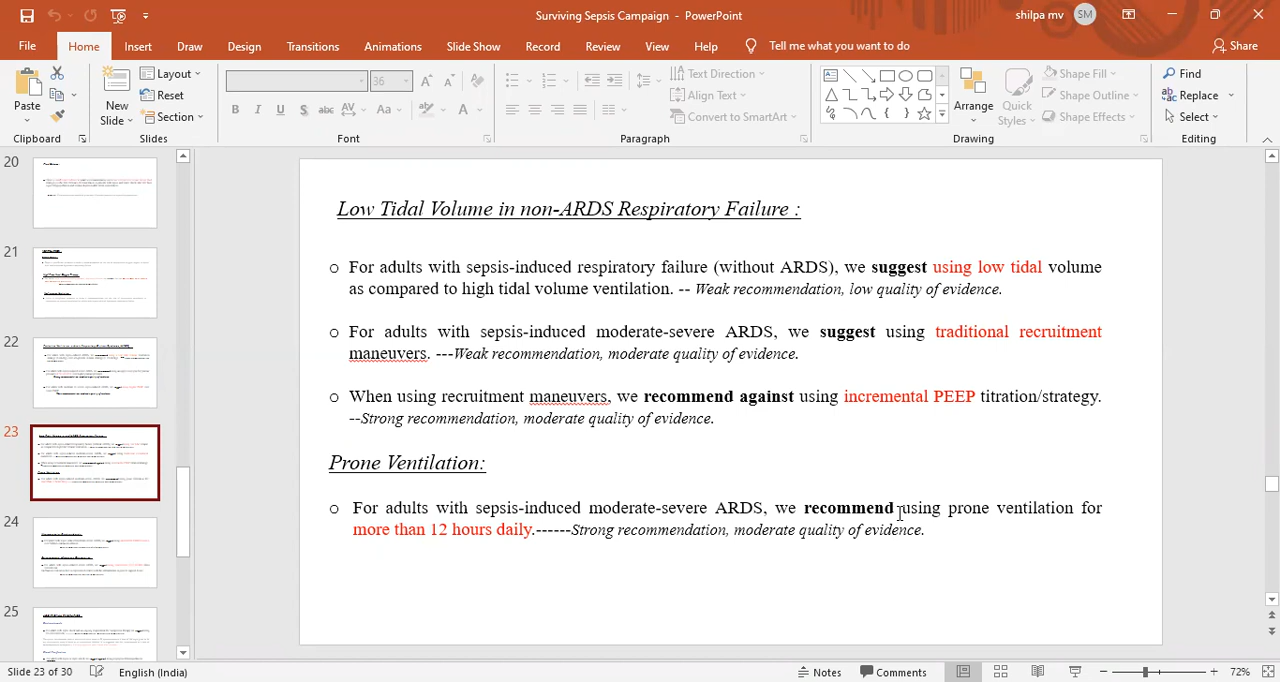 Surviving Sepsis Campaign - PowerPoint
shilpa mv SM
File Home Insert Draw Design Transitions Animations Slide Show Record Review View Help Tell me what you want to do Share
Paste
Clipboard
New Slide
Layout
Reset
Section
Slides
36
B I U S abc AV Aa A
Font
Text Direction
Align Text
Convert to SmartArt
Paragraph
Arrange
Quick Styles
Shape Fill
Shape Outline
Shape Effects
Drawing
Find
Replace
Select
Editing
20
21
22
23
24
25
Low Tidal Volume in non-ARDS Respiratory Failure :
o For adults with sepsis-induced respiratory failure (without ARDS), we suggest using low tidal volume
as compared to high tidal volume ventilation. -- Weak recommendation, low quality of evidence.
o For adults with sepsis-induced moderate-severe ARDS, we suggest using traditional recruitment
maneuvers. ---Weak recommendation, moderate quality of evidence.
o When using recruitment maneuvers, we recommend against using incremental PEEP titration/strategy.
--Strong recommendation, moderate quality of evidence.
Prone Ventilation:
o For adults with sepsis-induced moderate-severe ARDS, we recommend using prone ventilation for
more than 12 hours daily.------Strong recommendation, moderate quality of evidence.
Slide 23 of 30 English (India) Notes Comments 72%